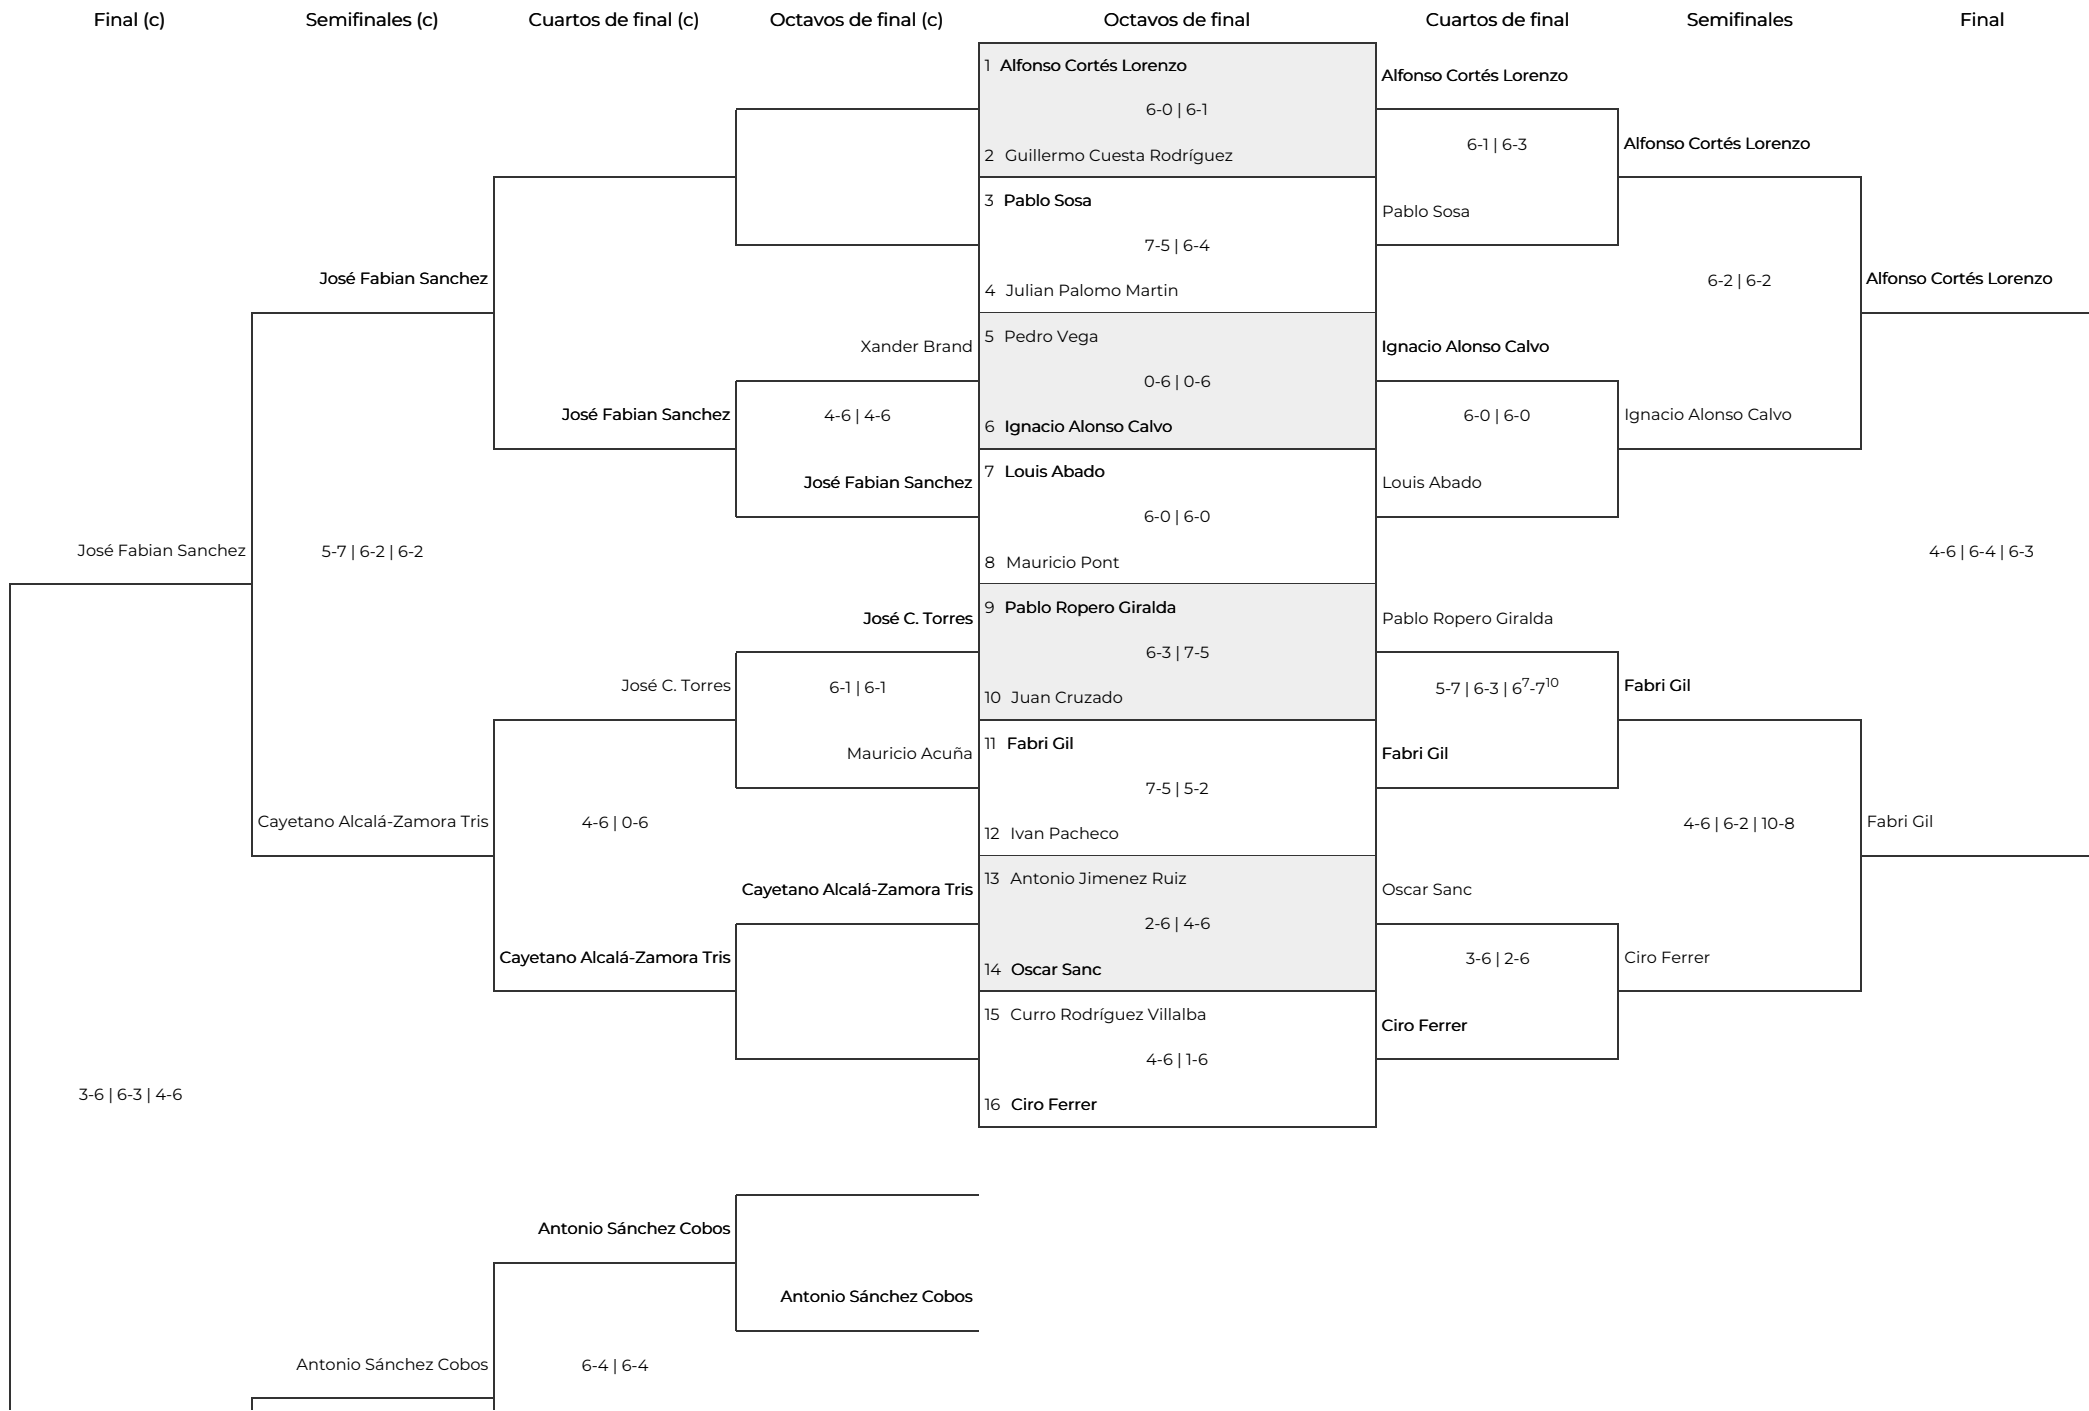 Final (c) Semifinales (c) Cuartos de final (c) Octavos de final (c) Octavos de final Cuartos de final Semifinales Final
1 Alfonso Cortés Lorenzo
Alfonso Cortés Lorenzo
6-0 | 6-1
6-1 | 6-3
Alfonso Cortés Lorenzo
2 Guillermo Cuesta Rodríguez
3 Pablo Sosa
Pablo Sosa
7-5 | 6-4
José Fabian Sanchez
6-2 | 6-2
Alfonso Cortés Lorenzo
4 Julian Palomo Martin
5 Pedro Vega
Xander Brand
Ignacio Alonso Calvo
0-6 | 0-6
José Fabian Sanchez
4-6 | 4-6
6-0 | 6-0
Ignacio Alonso Calvo
6 Ignacio Alonso Calvo
7 Louis Abado
José Fabian Sanchez
Louis Abado
6-0 | 6-0
José Fabian Sanchez
5-7 | 6-2 | 6-2
4-6 | 6-4 | 6-3
8 Mauricio Pont
9 Pablo Ropero Giralda
José C. Torres
Pablo Ropero Giralda
6-3 | 7-5
José C. Torres
6-1 | 6-1
5-7 | 6-3 | 6⁷-7¹⁰
Fabri Gil
10 Juan Cruzado
11 Fabri Gil
Mauricio Acuña
Fabri Gil
7-5 | 5-2
Cayetano Alcalá-Zamora Tris
4-6 | 0-6
4-6 | 6-2 | 10-8
Fabri Gil
12 Ivan Pacheco
13 Antonio Jimenez Ruiz
Cayetano Alcalá-Zamora Tris
Oscar Sanc
2-6 | 4-6
Cayetano Alcalá-Zamora Tris
3-6 | 2-6
Ciro Ferrer
14 Oscar Sanc
15 Curro Rodríguez Villalba
Ciro Ferrer
4-6 | 1-6
3-6 | 6-3 | 4-6
16 Ciro Ferrer
Antonio Sánchez Cobos
Antonio Sánchez Cobos
Antonio Sánchez Cobos
6-4 | 6-4